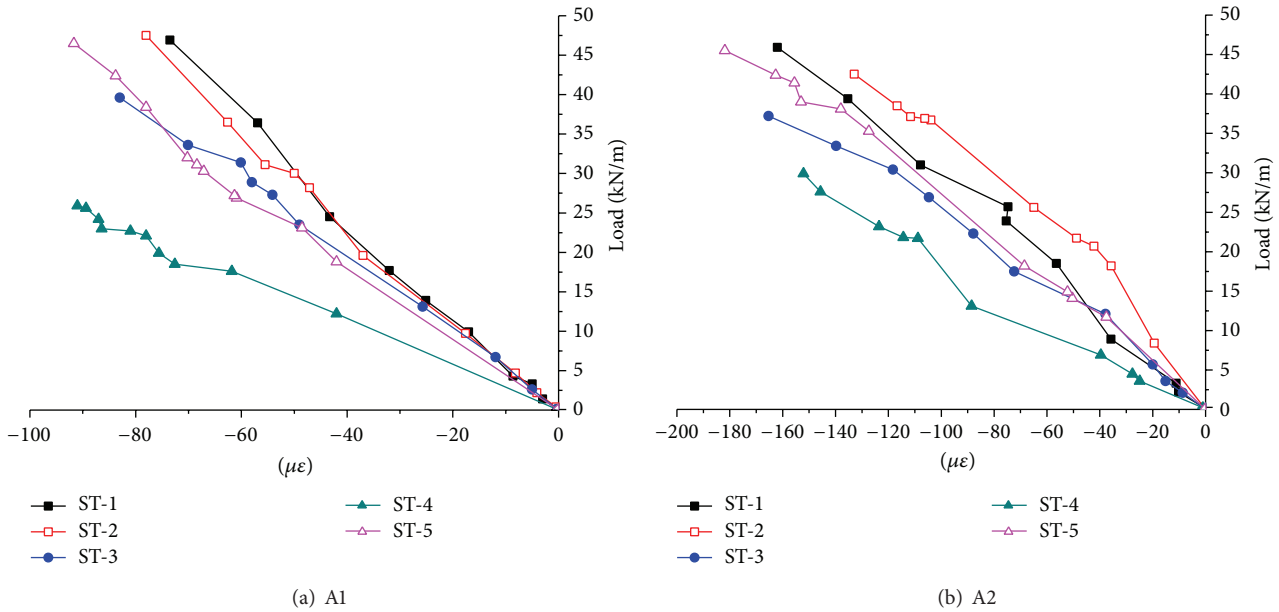 50
45
40
35
30
25
20
15
10
5
0
Load (kN/m)
−100 −80 −60 −40 −20 0
(με)
ST-1
ST-2
ST-3
ST-4
ST-5
(a) A1
50
45
40
35
30
25
20
15
10
5
0
Load (kN/m)
−200 −180 −160 −140 −120 −100 −80 −60 −40 −20 0
(με)
ST-1
ST-2
ST-3
ST-4
ST-5
(b) A2